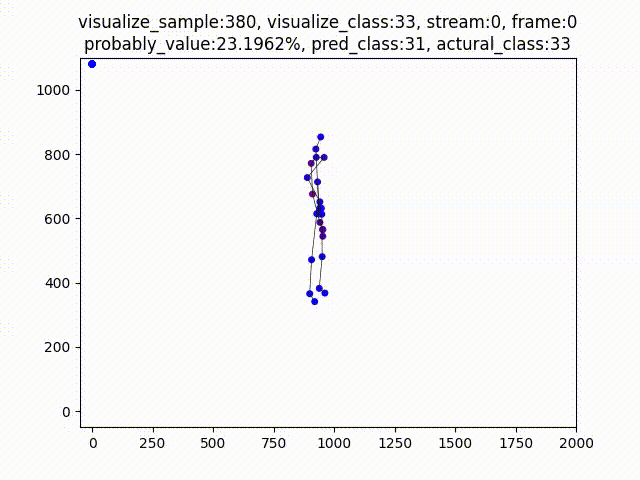 visualize_sample:380, visualize_class:33, stream:0, frame:0
probably_value:23.1962%, pred_class:31, actural_class:33
1000
800
600
400
200
0
0 250 500 750 1000 1250 1500 1750 2000